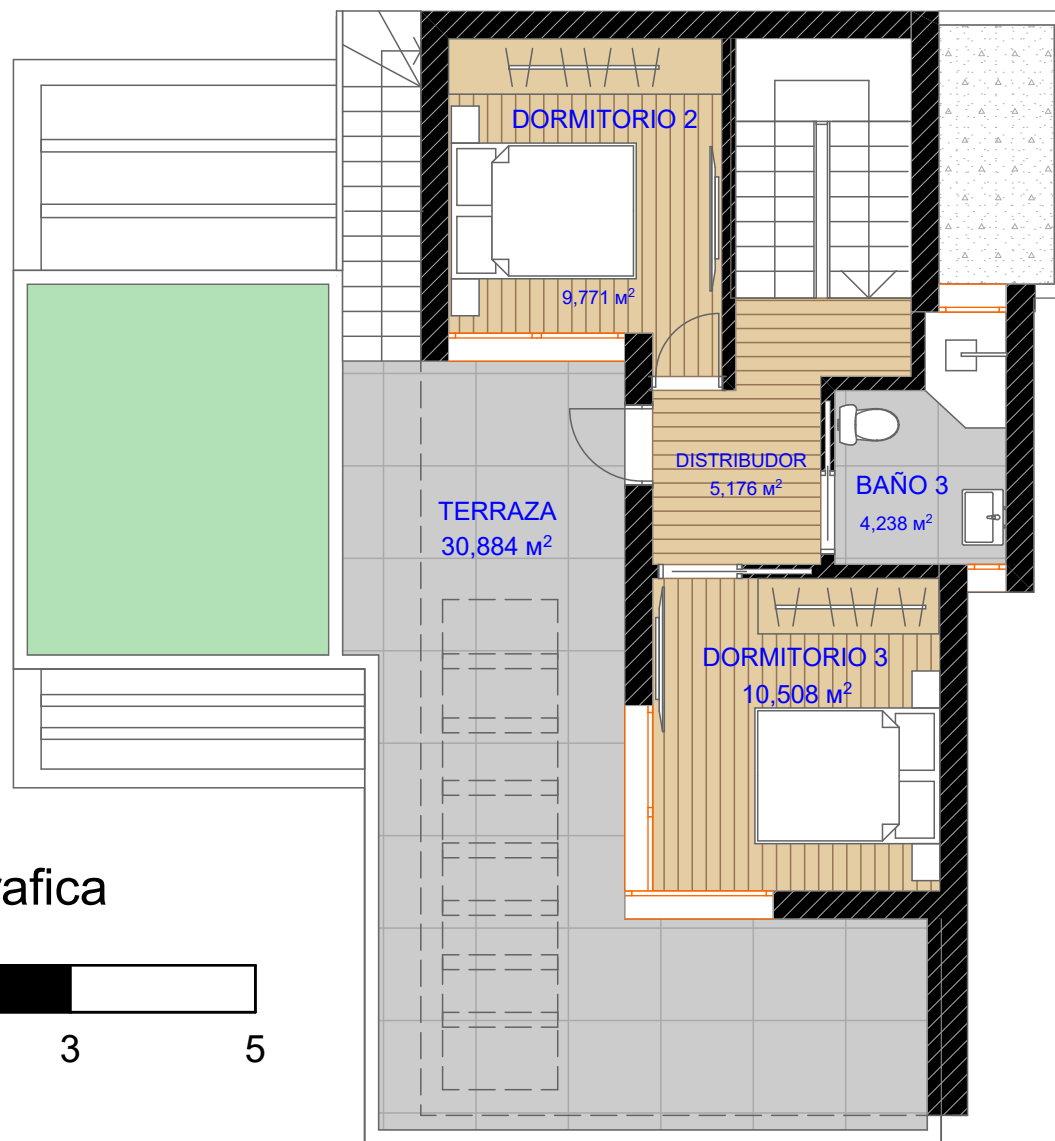 DORMITORIO 2
9,771 м²
DISTRIBUDOR
5,176 м²
BAÑO 3
4,238 м²
TERRAZA
30,884 м²
DORMITORIO 3
10,508 м²
rafica
3
5